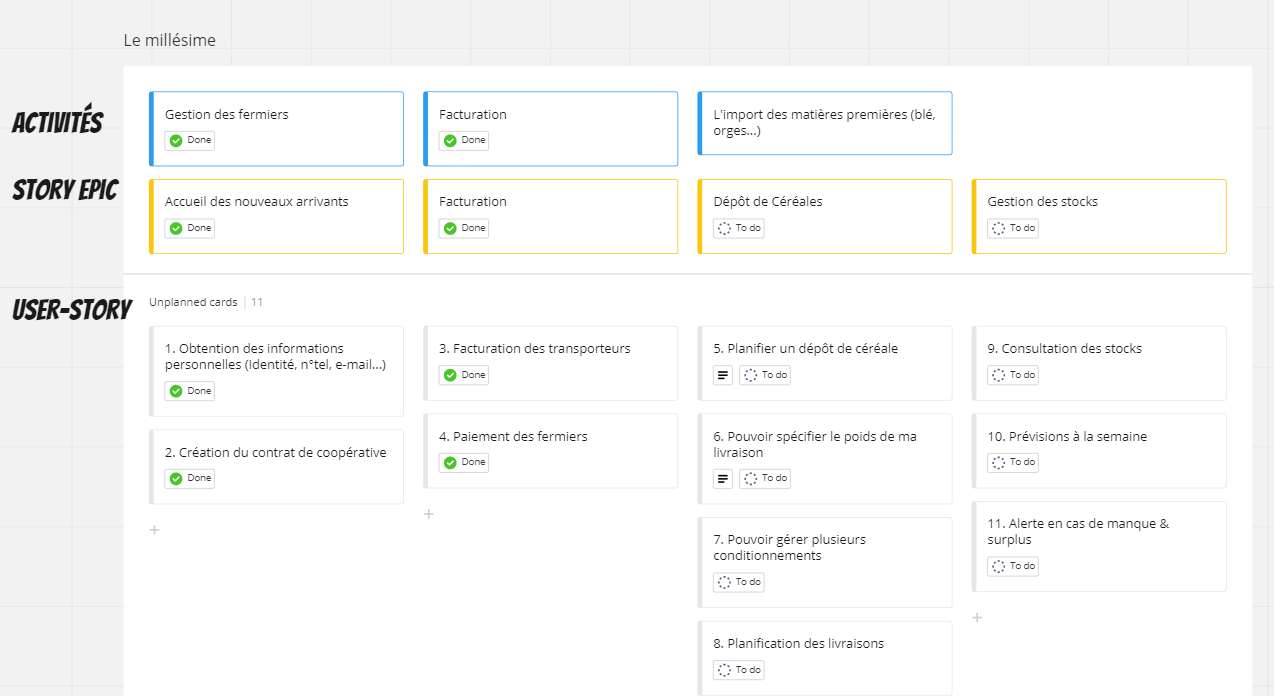 Le millésime
ACTIVITÉS
Gestion des fermiers
Done
Facturation
Done
L'import des matières premières (blé,
orges...)
STORY EPIC
Accueil des nouveaux arrivants
Done
Facturation
Done
Dépôt de Céréales
To do
Gestion des stocks
To do
USER-STORY
Unplanned cards 11
1. Obtention des informations
personnelles (Identité, n°tel, e-mail...)
Done
2. Création du contrat de coopérative
Done
3. Facturation des transporteurs
Done
4. Paiement des fermiers
Done
5. Planifier un dépôt de céréale
To do
6. Pouvoir spécifier le poids de ma
livraison
To do
7. Pouvoir gérer plusieurs
conditionnements
To do
8. Planification des livraisons
To do
9. Consultation des stocks
To do
10. Prévisions à la semaine
To do
11. Alerte en cas de manque &
surplus
To do